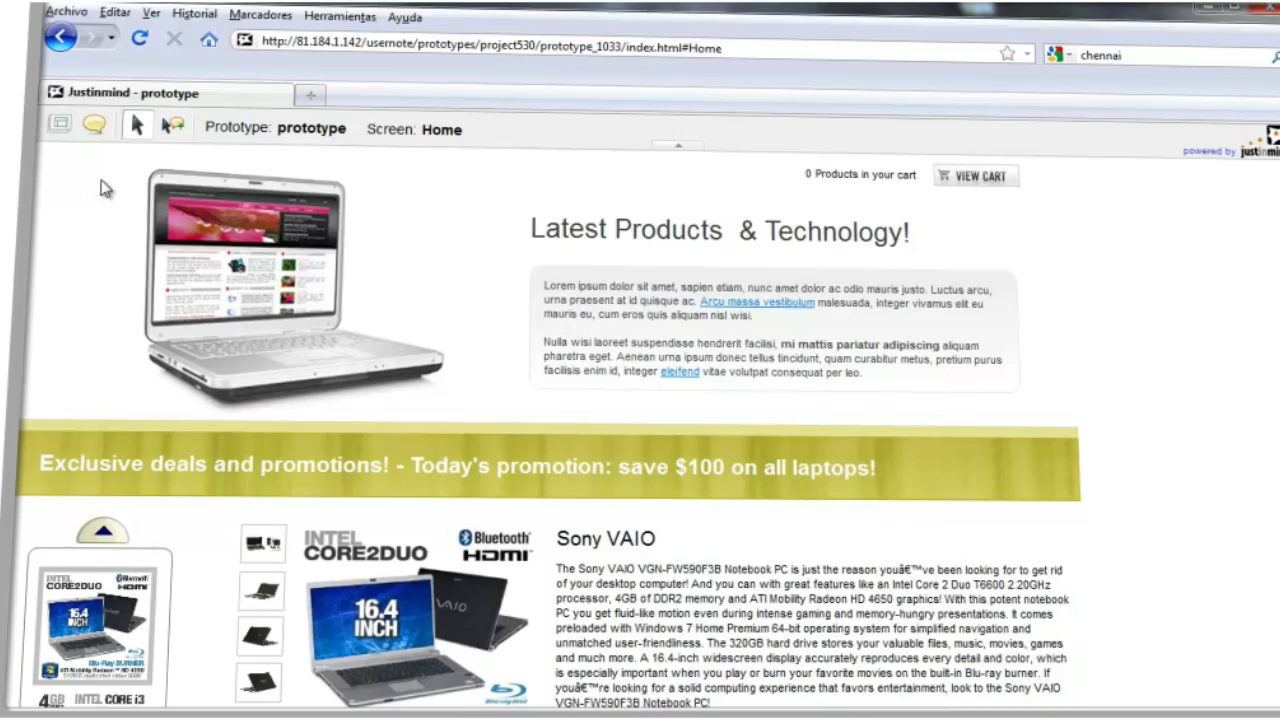 Archivo Editar Ver Historial Marcadores Herramientas Ayuda
http://81.184.1.142/usernote/prototypes/project530/prototype_1033/index.html#Home
chennai
Justinmind - prototype
Prototype: prototype Screen: Home
powered by justinmin
0 Products in your cart VIEW CART
Latest Products & Technology!
Lorem ipsum dolor sit amet, sapien etiam, nunc amet dolor ac odio mauris justo. Luctus arcu,
urna praesent at id quisque ac. Arcu massa vestibulum malesuada, integer vivamus elit eu
mauris eu, cum eros quis aliquam nisl wisi.
Nulla wisi laoreet suspendisse hendrerit facilisi, mi mattis pariatur adipiscing aliquam
pharetra eget. Aenean urna ipsum donec tellus tincidunt, quam curabitur metus, pretium purus
facilisis enim id, integer eleifend vitae volutpat consequat per leo.
Exclusive deals and promotions! - Today's promotion: save $100 on all laptops!
INTEL
CORE2DUO
Bluetooth
HDMI
16.4
INCH
VAIO
Sony VAIO
The Sony VAIO VGN-FW590F3B Notebook PC is just the reason youâ€™ve been looking for to get rid
of your desktop computer! And you can with great features like an Intel Core 2 Duo T6600 2.20GHz
processor, 4GB of DDR2 memory and ATI Mobility Radeon HD 4650 graphics! With this potent notebook
PC you get fluid-like motion even during intense gaming and memory-hungry presentations. It comes
preloaded with Windows 7 Home Premium 64-bit operating system for simplified navigation and
unmatched user-friendliness. The 320GB hard drive stores your valuable files, music, movies, games
and much more. A 16.4-inch widescreen display accurately reproduces every detail and color, which
is especially important when you play or burn your favorite movies on the built-in Blu-ray burner. If
youâ€™re looking for a solid computing experience that favors entertainment, look to the Sony VAIO
VGN-FW590F3B Notebook PC!
INTEL
CORE2DUO
Bluetooth
HDMI
16.4
INCH
Blu-Ray BURNER
ATI Mobility Radeon™ HD 4650
4GB INTEL CORE i3